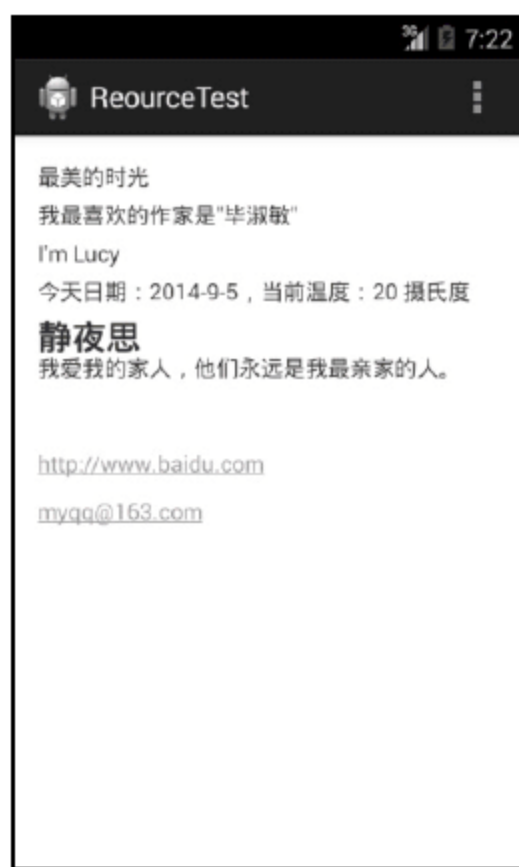 3G 7:22
ReourceTest
最美的时光
我最喜欢的作家是"毕淑敏"
I'm Lucy
今天日期：2014-9-5，当前温度：20 摄氏度
静夜思
我爱我的家人，他们永远是我最亲家的人。
http://www.baidu.com
myqq@163.com